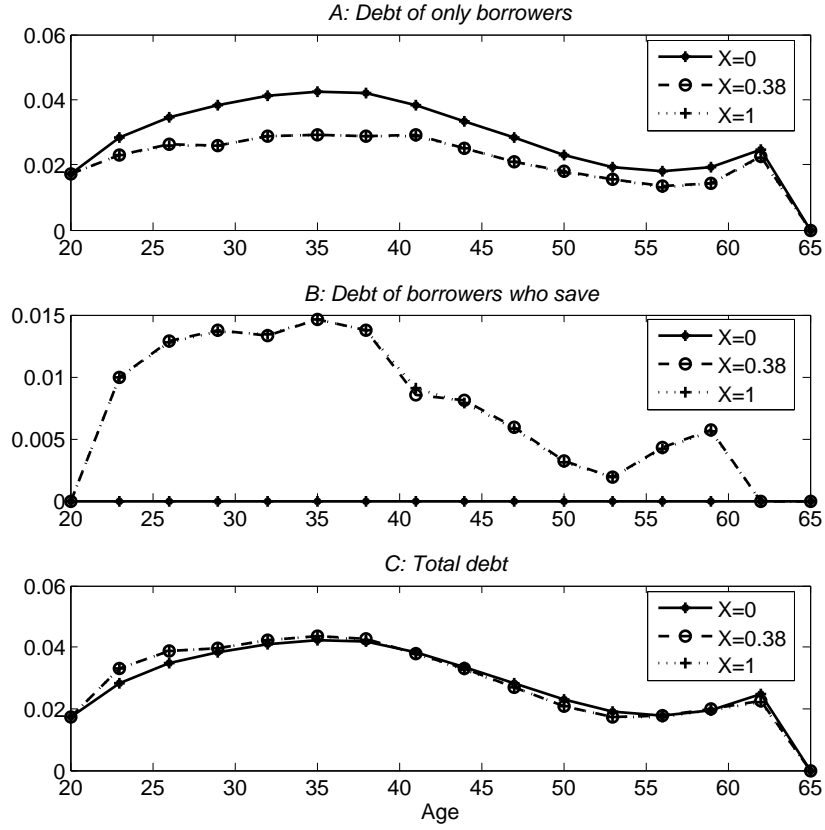 A: Debt of only borrowers
0.06
0.04
0.02
0
20 25 30 35 40 45 50 55 60 65
X=0
X=0.38
X=1
B: Debt of borrowers who save
0.015
0.01
0.005
0
20 25 30 35 40 45 50 55 60 65
X=0
X=0.38
X=1
C: Total debt
0.06
0.04
0.02
0
20 25 30 35 40 45 50 55 60 65
X=0
X=0.38
X=1
Age